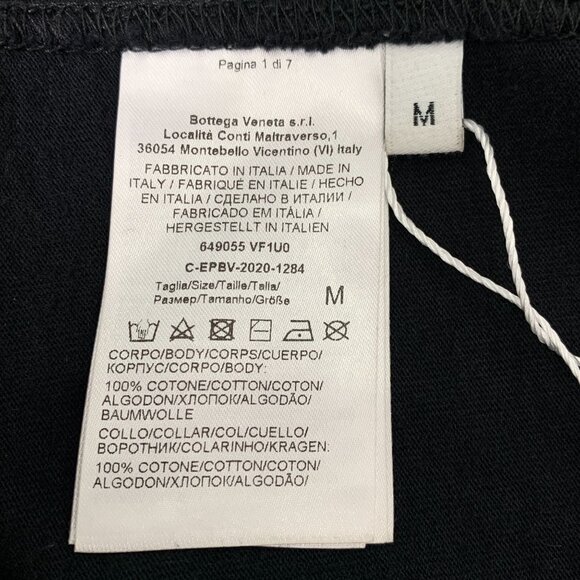 Pagina 1 di 7
Bottega Veneta s.r.l.
Località Conti Maltraverso,1
36054 Montebello Vicentino (VI) Italy
FABBRICATO IN ITALIA / MADE IN
ITALY / FABRIQUÉ EN ITALIE / HECHO
EN ITALIA / СДЕЛАНО В ИТАЛИИ /
FABRICADO EM ITÁLIA /
HERGESTELLT IN ITALIEN
649055 VF1U0
C-EPBV-2020-1284
Taglia/Size/Taille/Talla/
Размер/Tamanho/Größe M
CORPO/BODY/CORPS/CUERPO/
КОРПУС/CORPO/BODY:
100% COTONE/COTTON/COTON/
ALGODON/ХЛОПОК/ALGODÃO/
BAUMWOLLE
COLLO/COLLAR/COL/CUELLO/
ВОРОТНИК/COLARINHO/KRAGEN:
100% COTONE/COTTON/COTON/
ALGODON/ХЛОПОК/ALGODÃO/
M